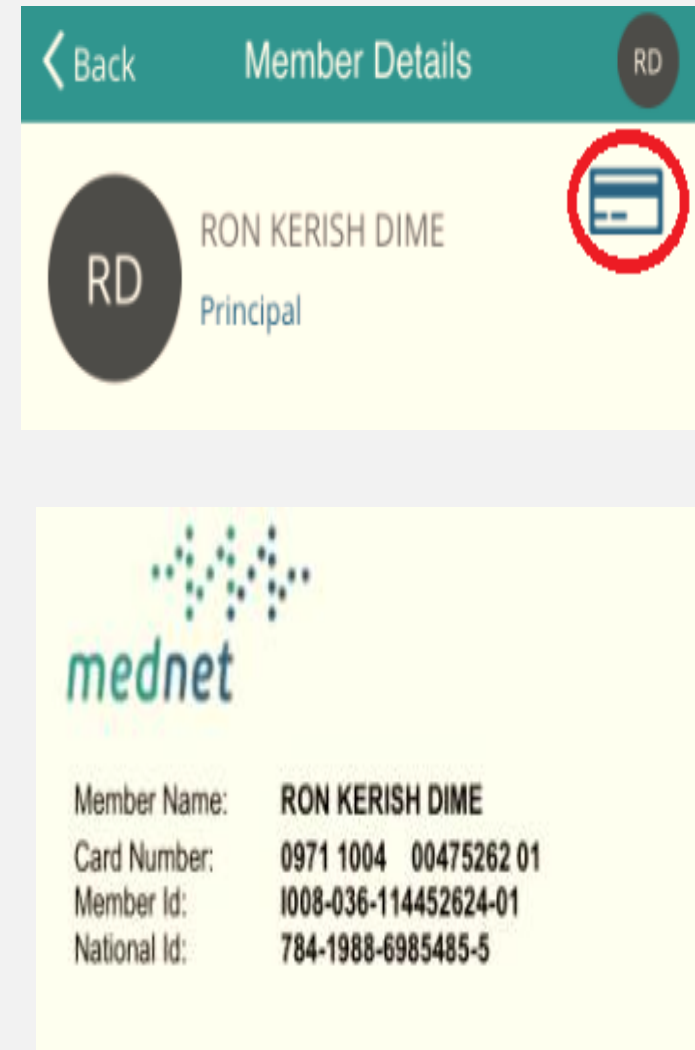 Back Member Details RD
RD RON KERISH DIME
Principal
mednet
Member Name: RON KERISH DIME
Card Number: 0971 1004 00475262 01
Member Id: I008-036-114452624-01
National Id: 784-1988-6985485-5